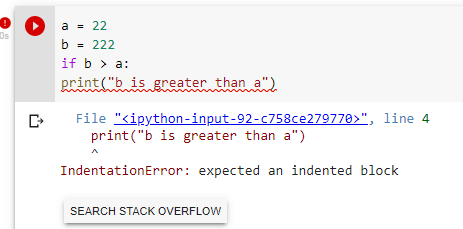 a = 22
b = 222
if b > a:
print("b is greater than a")
0s
File "<ipython-input-92-c758ce279770>", line 4
print("b is greater than a")
^
IndentationError: expected an indented block
SEARCH STACK OVERFLOW